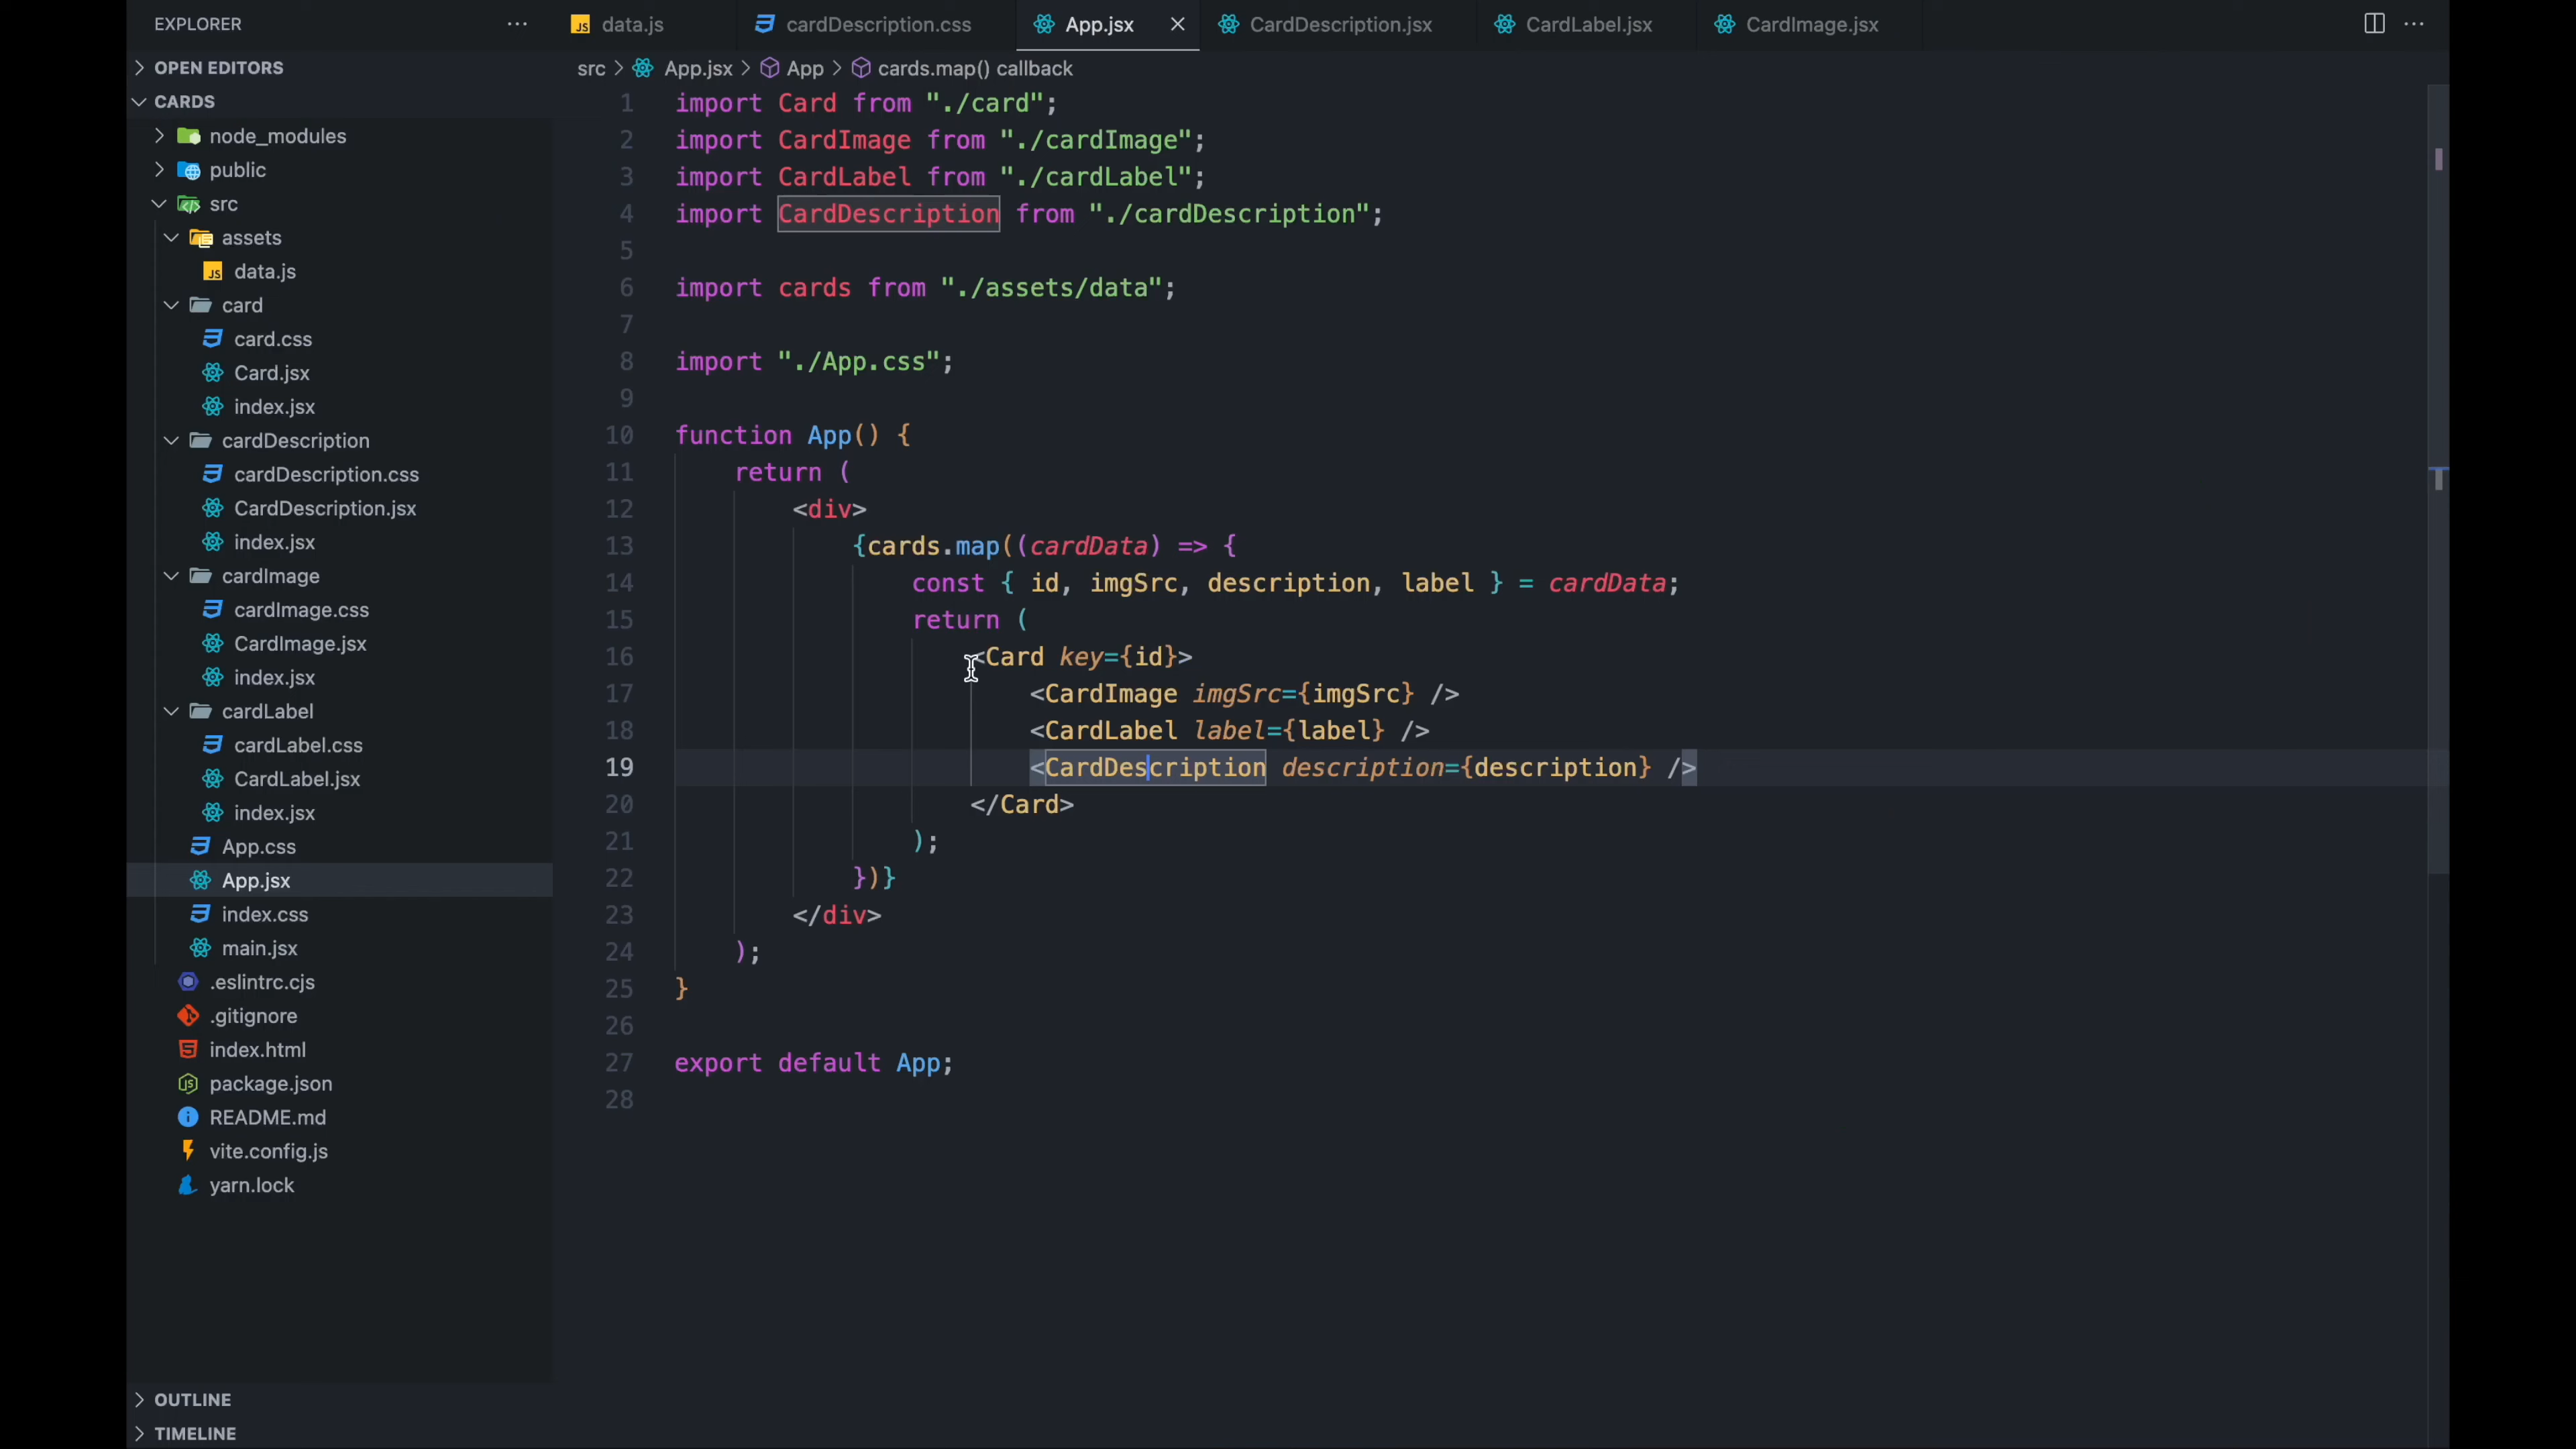 EXPLORER
OPEN EDITORS
CARDS
node_modules
public
src
assets
data.js
card
card.css
Card.jsx
index.jsx
cardDescription
cardDescription.css
CardDescription.jsx
index.jsx
cardImage
cardImage.css
CardImage.jsx
index.jsx
cardLabel
cardLabel.css
CardLabel.jsx
index.jsx
App.css
App.jsx
index.css
main.jsx
.eslintrc.cjs
.gitignore
index.html
package.json
README.md
vite.config.js
yarn.lock
OUTLINE
TIMELINE
data.js cardDescription.css App.jsx CardDescription.jsx CardLabel.jsx CardImage.jsx
src > App.jsx > App > cards.map() callback
1 import Card from "./card";
2 import CardImage from "./cardImage";
3 import CardLabel from "./cardLabel";
4 import CardDescription from "./cardDescription";
5
6 import cards from "./assets/data";
7
8 import "./App.css";
9
10 function App() {
11 return (
12 <div>
13 {cards.map((cardData) => {
14 const { id, imgSrc, description, label } = cardData;
15 return (
16 <Card key={id}>
17 <CardImage imgSrc={imgSrc} />
18 <CardLabel label={label} />
19 <CardDescription description={description} />
20 </Card>
21 );
22 })}
23 </div>
24 );
25 }
26
27 export default App;
28